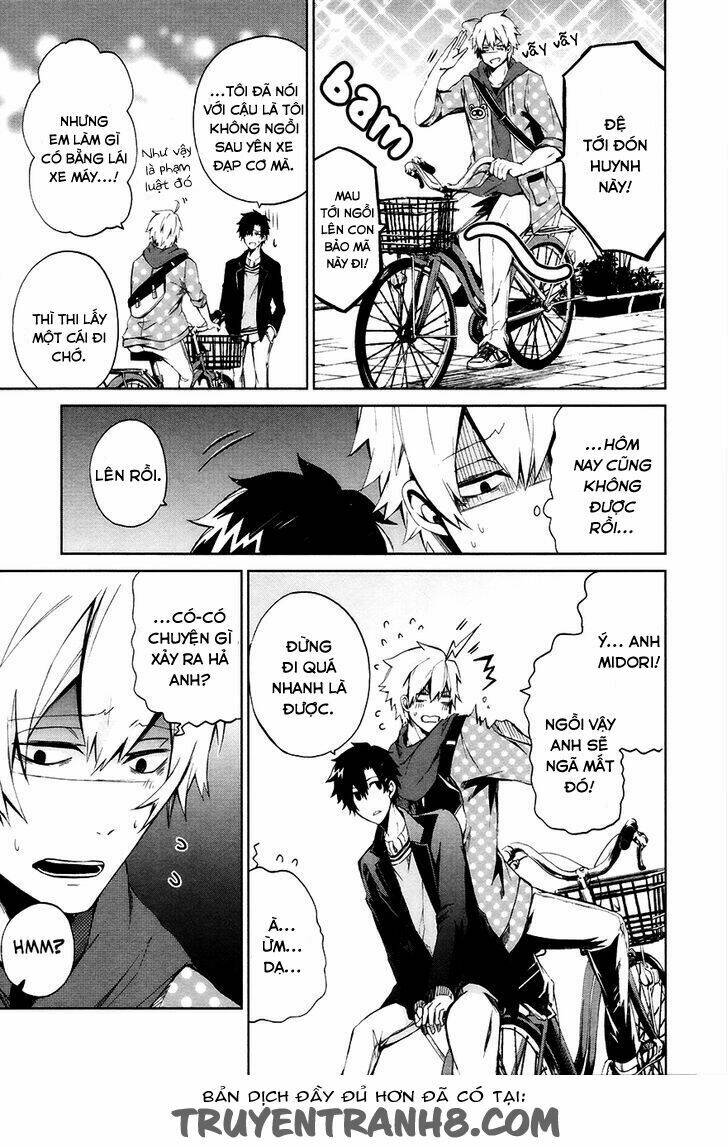 vẫy vẫy
ĐỆ
TỚI ĐÓN
HUYNH
NÀY!
BAM
MAU
TỚI NGỒI
LÊN CON
BẢO MÃ
NÀY ĐI!
...TÔI ĐÃ NÓI
VỚI CẬU LÀ TÔI
KHÔNG NGỒI
SAU YÊN XE
ĐẠP CƠ MÃ.
NHƯNG
EM LÀM GÌ
CÓ BẰNG LÁI
XE MÁY...!
Như vậy
là phạm
luật đó
THÌ THI LẤY
MỘT CÁI ĐI
CHỚ.
...HÔM
NAY CŨNG
KHÔNG
ĐƯỢC
RỒI...
LÊN RỒI.
Ý... ANH
MIDORI!
NGỒI VẬY
ANH SẼ
NGÃ MẤT
ĐÓ!
ĐỪNG
ĐI QUÁ
NHANH LÀ
ĐƯỢC.
À...
ỪM...
DẠ...
...CÓ-CÓ
CHUYỆN GÌ
XẢY RA HẢ
ANH?
HMM?
BẢN DỊCH ĐẦY ĐỦ HƠN ĐÃ CÓ TẠI:
TRUYENTRANH8.COM